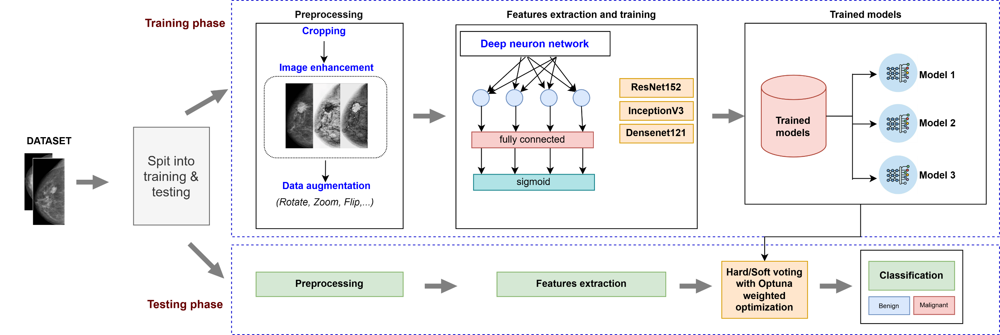 Training phase
DATASET
Spit into
training &
testing
Preprocessing
Cropping
Image enhancement
Data augmentation
(Rotate, Zoom, Flip,...)
Features extraction and training
Deep neuron network
fully connected
sigmoid
ResNet152
InceptionV3
Densenet121
Trained models
Trained
models
Model 1
Model 2
Model 3
Testing phase
Preprocessing
Features extraction
Hard/Soft voting
with Optuna
weighted
optimization
Classification
Benign
Malignant